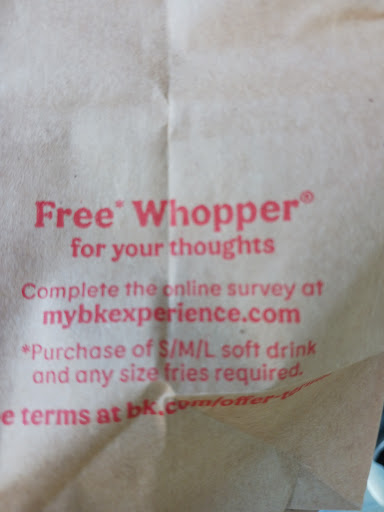 Free* Whopper®
for your thoughts
Complete the online survey at
mybkexperience.com
*Purchase of S/M/L soft drink
and any size fries required.
e terms at bk.com/offer-